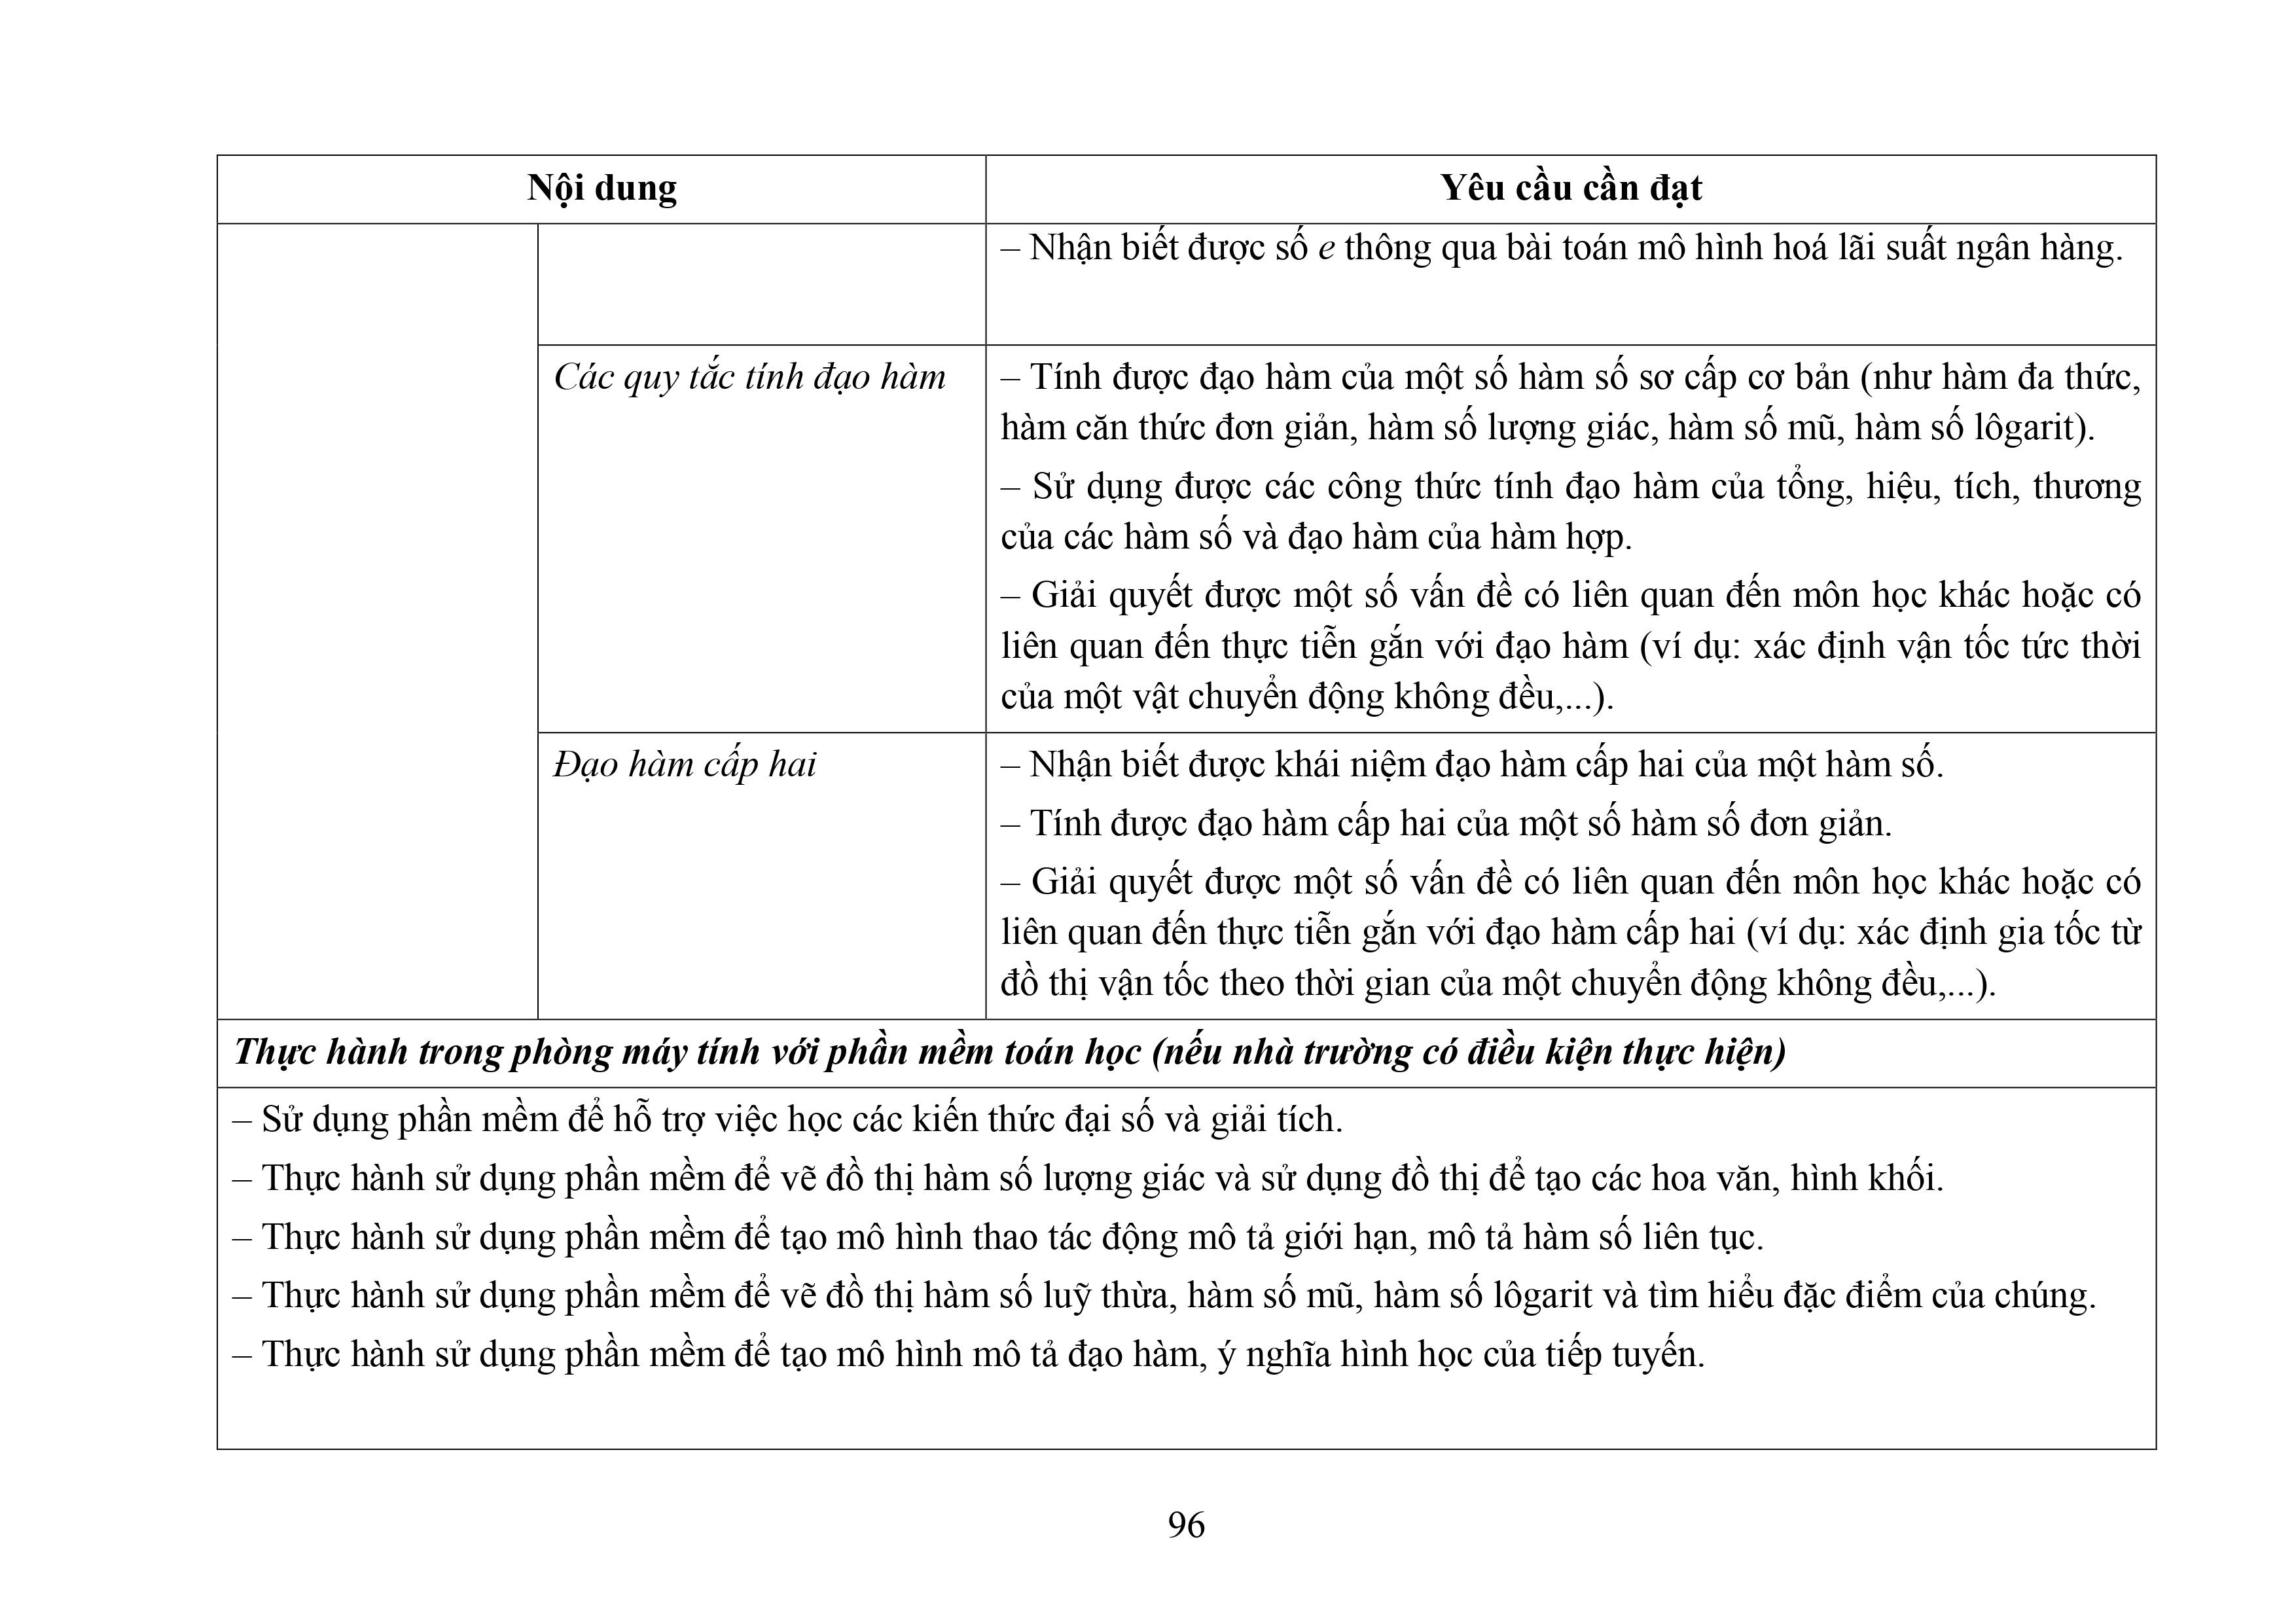 Nội dung
Yêu cầu cần đạt
– Nhận biết được số e thông qua bài toán mô hình hoá lãi suất ngân hàng.
Các quy tắc tính đạo hàm
– Tính được đạo hàm của một số hàm số sơ cấp cơ bản (như hàm đa thức,
hàm căn thức đơn giản, hàm số lượng giác, hàm số mũ, hàm số lôgarit).
– Sử dụng được các công thức tính đạo hàm của tổng, hiệu, tích, thương
của các hàm số và đạo hàm của hàm hợp.
– Giải quyết được một số vấn đề có liên quan đến môn học khác hoặc có
liên quan đến thực tiễn gắn với đạo hàm (ví dụ: xác định vận tốc tức thời
của một vật chuyển động không đều,...).
Đạo hàm cấp hai
– Nhận biết được khái niệm đạo hàm cấp hai của một hàm số.
– Tính được đạo hàm cấp hai của một số hàm số đơn giản.
– Giải quyết được một số vấn đề có liên quan đến môn học khác hoặc có
liên quan đến thực tiễn gắn với đạo hàm cấp hai (ví dụ: xác định gia tốc từ
đồ thị vận tốc theo thời gian của một chuyển động không đều,...).
Thực hành trong phòng máy tính với phần mềm toán học (nếu nhà trường có điều kiện thực hiện)
– Sử dụng phần mềm để hỗ trợ việc học các kiến thức đại số và giải tích.
– Thực hành sử dụng phần mềm để vẽ đồ thị hàm số lượng giác và sử dụng đồ thị để tạo các hoa văn, hình khối.
– Thực hành sử dụng phần mềm để tạo mô hình thao tác động mô tả giới hạn, mô tả hàm số liên tục.
– Thực hành sử dụng phần mềm để vẽ đồ thị hàm số luỹ thừa, hàm số mũ, hàm số lôgarit và tìm hiểu đặc điểm của chúng.
– Thực hành sử dụng phần mềm để tạo mô hình mô tả đạo hàm, ý nghĩa hình học của tiếp tuyến.
96